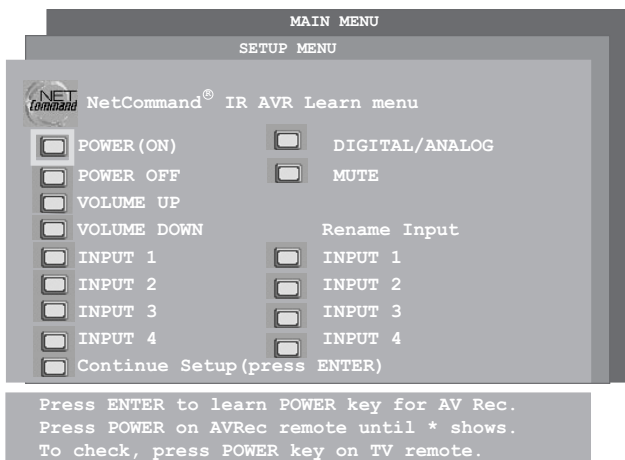 MAIN MENU
SETUP MENU
NET Command NetCommand® IR AVR Learn menu
POWER(ON) DIGITAL/ANALOG
POWER OFF MUTE
VOLUME UP
VOLUME DOWN Rename Input
INPUT 1 INPUT 1
INPUT 2 INPUT 2
INPUT 3 INPUT 3
INPUT 4 INPUT 4
Continue Setup(press ENTER)
Press ENTER to learn POWER key for AV Rec.
Press POWER on AVRec remote until * shows.
To check, press POWER key on TV remote.